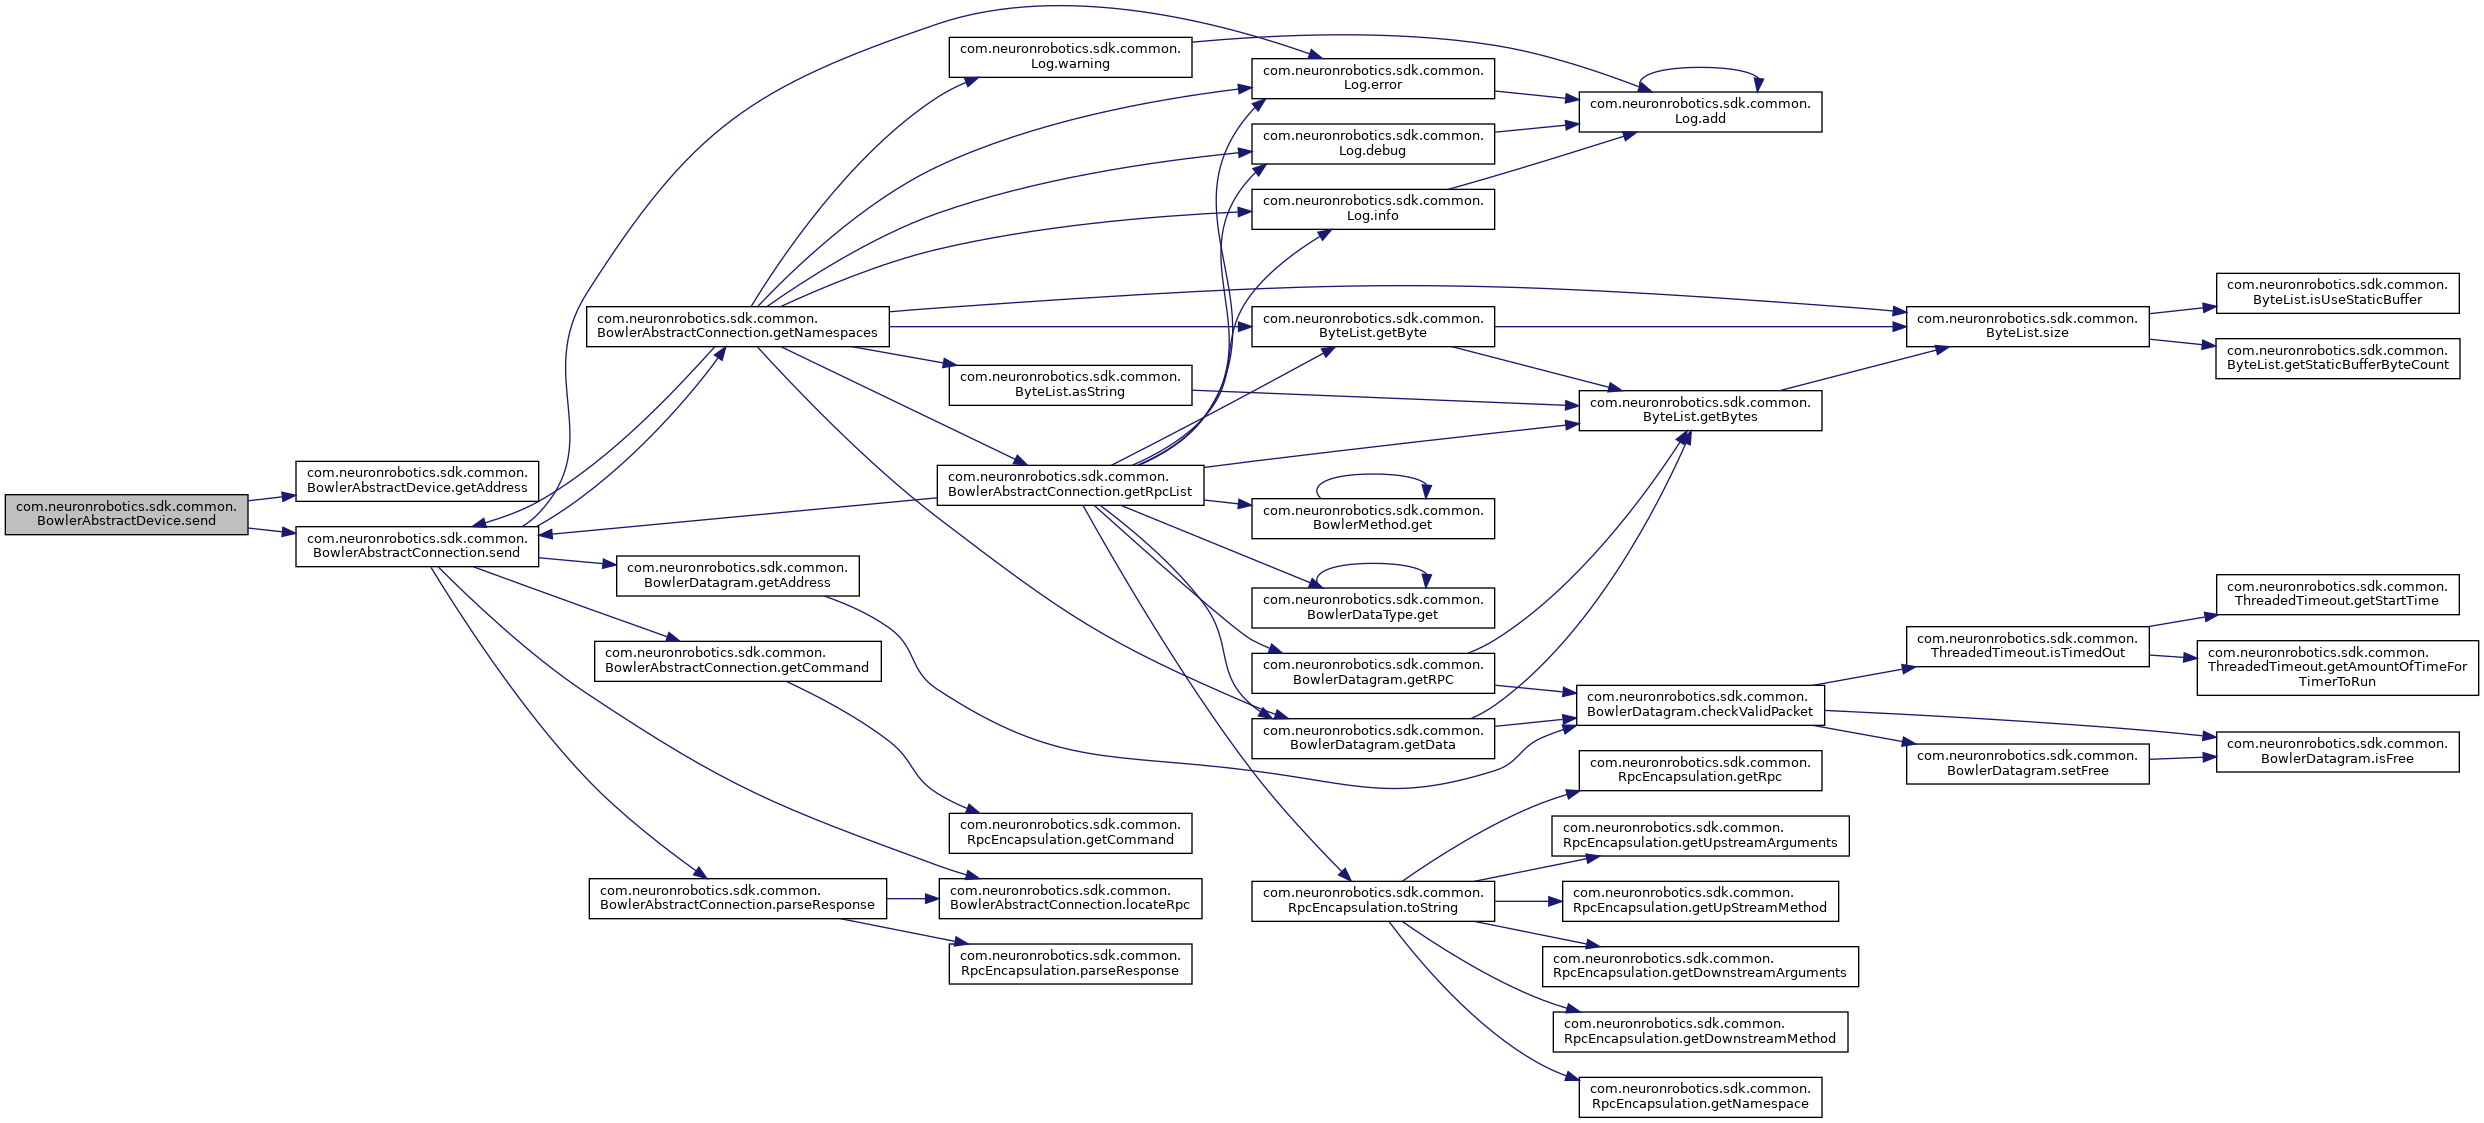 com.neuronrobotics.sdk.common.
BowlerAbstractDevice.send
com.neuronrobotics.sdk.common.
BowlerAbstractDevice.getAddress
com.neuronrobotics.sdk.common.
BowlerAbstractConnection.send
com.neuronrobotics.sdk.common.
BowlerAbstractConnection.getNamespaces
com.neuronrobotics.sdk.common.
BowlerDatagram.getAddress
com.neuronrobotics.sdk.common.
BowlerAbstractConnection.getCommand
com.neuronrobotics.sdk.common.
BowlerAbstractConnection.parseResponse
com.neuronrobotics.sdk.common.
Log.warning
com.neuronrobotics.sdk.common.
ByteList.asString
com.neuronrobotics.sdk.common.
BowlerAbstractConnection.getRpcList
com.neuronrobotics.sdk.common.
RpcEncapsulation.getCommand
com.neuronrobotics.sdk.common.
BowlerAbstractConnection.locateRpc
com.neuronrobotics.sdk.common.
RpcEncapsulation.parseResponse
com.neuronrobotics.sdk.common.
Log.error
com.neuronrobotics.sdk.common.
Log.debug
com.neuronrobotics.sdk.common.
Log.info
com.neuronrobotics.sdk.common.
ByteList.getByte
com.neuronrobotics.sdk.common.
BowlerMethod.get
com.neuronrobotics.sdk.common.
BowlerDataType.get
com.neuronrobotics.sdk.common.
BowlerDatagram.getRPC
com.neuronrobotics.sdk.common.
BowlerDatagram.getData
com.neuronrobotics.sdk.common.
RpcEncapsulation.toString
com.neuronrobotics.sdk.common.
Log.add
com.neuronrobotics.sdk.common.
ByteList.getBytes
com.neuronrobotics.sdk.common.
BowlerDatagram.checkValidPacket
com.neuronrobotics.sdk.common.
RpcEncapsulation.getRpc
com.neuronrobotics.sdk.common.
RpcEncapsulation.getUpstreamArguments
com.neuronrobotics.sdk.common.
RpcEncapsulation.getUpStreamMethod
com.neuronrobotics.sdk.common.
RpcEncapsulation.getDownstreamArguments
com.neuronrobotics.sdk.common.
RpcEncapsulation.getDownstreamMethod
com.neuronrobotics.sdk.common.
RpcEncapsulation.getNamespace
com.neuronrobotics.sdk.common.
ByteList.size
com.neuronrobotics.sdk.common.
ThreadedTimeout.isTimedOut
com.neuronrobotics.sdk.common.
BowlerDatagram.setFree
com.neuronrobotics.sdk.common.
ByteList.isUseStaticBuffer
com.neuronrobotics.sdk.common.
ByteList.getStaticBufferByteCount
com.neuronrobotics.sdk.common.
ThreadedTimeout.getStartTime
com.neuronrobotics.sdk.common.
ThreadedTimeout.getAmountOfTimeFor
TimerToRun
com.neuronrobotics.sdk.common.
BowlerDatagram.isFree